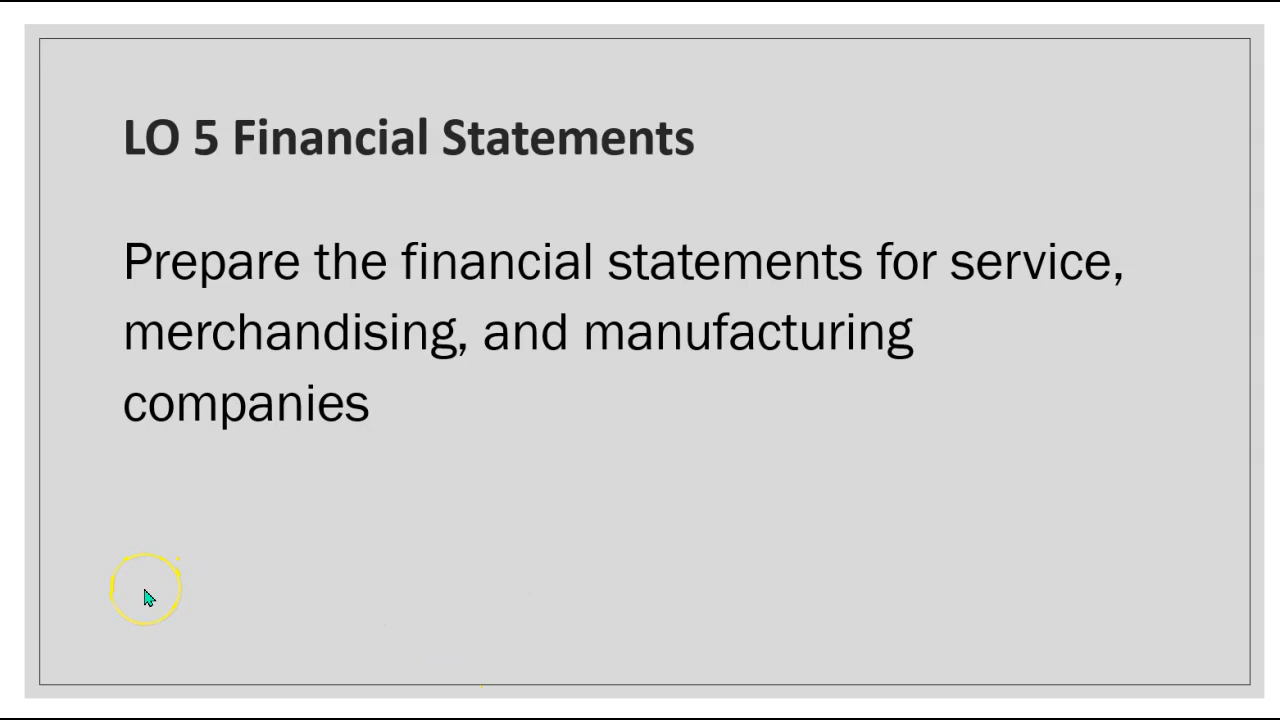 LO 5 Financial Statements
Prepare the financial statements for service,
merchandising, and manufacturing
companies